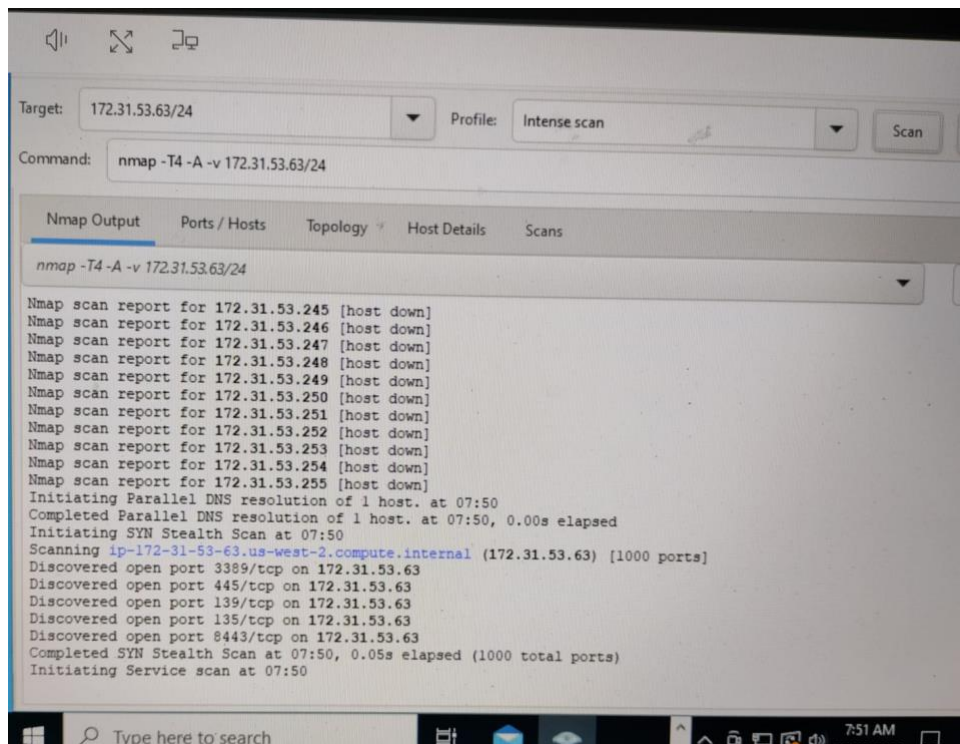 Target: 172.31.53.63/24 Profile: Intense scan Scan
Command: nmap -T4 -A -v 172.31.53.63/24
Nmap Output Ports / Hosts Topology Host Details Scans
nmap -T4 -A -v 172.31.53.63/24
Nmap scan report for 172.31.53.245 [host down]
Nmap scan report for 172.31.53.246 [host down]
Nmap scan report for 172.31.53.247 [host down]
Nmap scan report for 172.31.53.248 [host down]
Nmap scan report for 172.31.53.249 [host down]
Nmap scan report for 172.31.53.250 [host down]
Nmap scan report for 172.31.53.251 [host down]
Nmap scan report for 172.31.53.252 [host down]
Nmap scan report for 172.31.53.253 [host down]
Nmap scan report for 172.31.53.254 [host down]
Nmap scan report for 172.31.53.255 [host down]
Initiating Parallel DNS resolution of 1 host. at 07:50
Completed Parallel DNS resolution of 1 host. at 07:50, 0.00s elapsed
Initiating SYN Stealth Scan at 07:50
Scanning ip-172-31-53-63.us-west-2.compute.internal (172.31.53.63) [1000 ports]
Discovered open port 3389/tcp on 172.31.53.63
Discovered open port 445/tcp on 172.31.53.63
Discovered open port 139/tcp on 172.31.53.63
Discovered open port 135/tcp on 172.31.53.63
Discovered open port 8443/tcp on 172.31.53.63
Completed SYN Stealth Scan at 07:50, 0.05s elapsed (1000 total ports)
Initiating Service scan at 07:50
Type here to search 7:51 AM